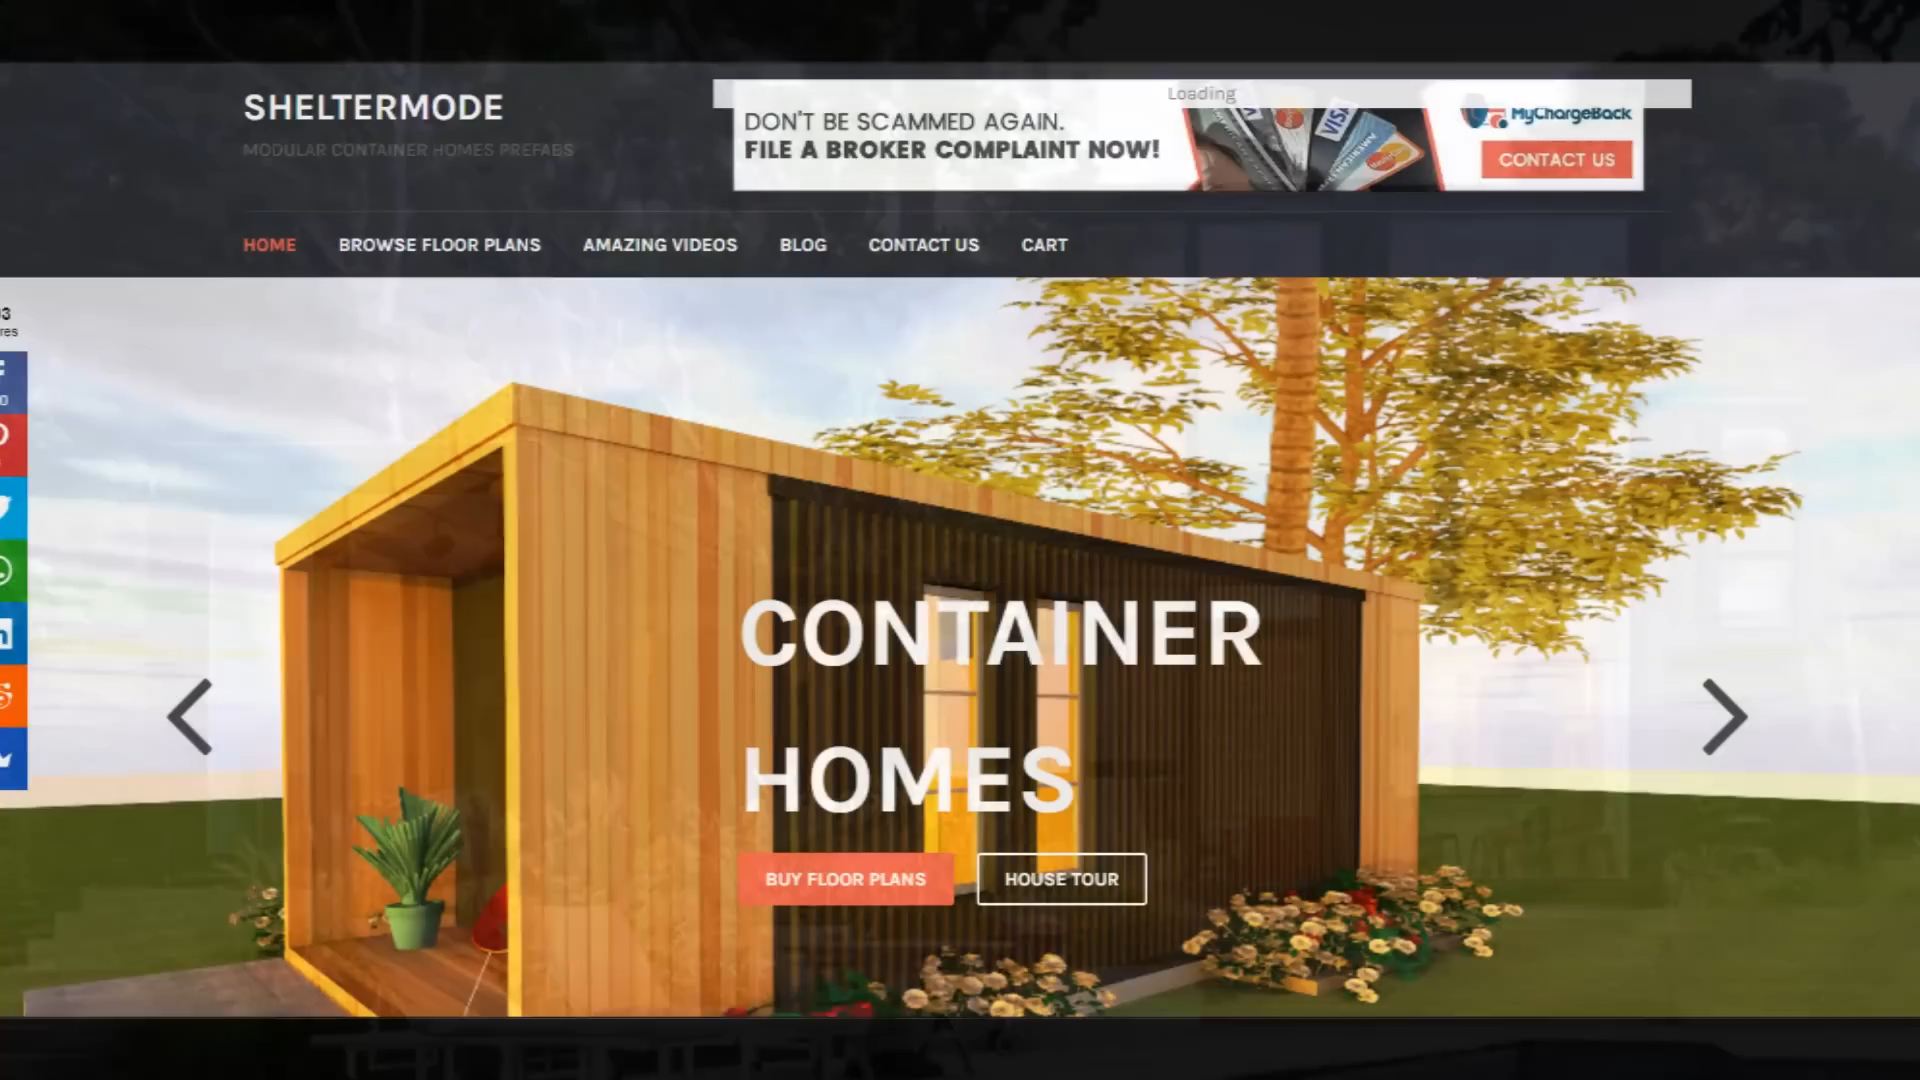 SHELTERMODE
MODULAR CONTAINER HOMES PREFABS
Loading
DON'T BE SCAMMED AGAIN.
FILE A BROKER COMPLAINT NOW!
VISA
MyChargeBack
CONTACT US
HOME BROWSE FLOOR PLANS AMAZING VIDEOS BLOG CONTACT US CART
CONTAINER
HOMES
BUY FLOOR PLANS HOUSE TOUR